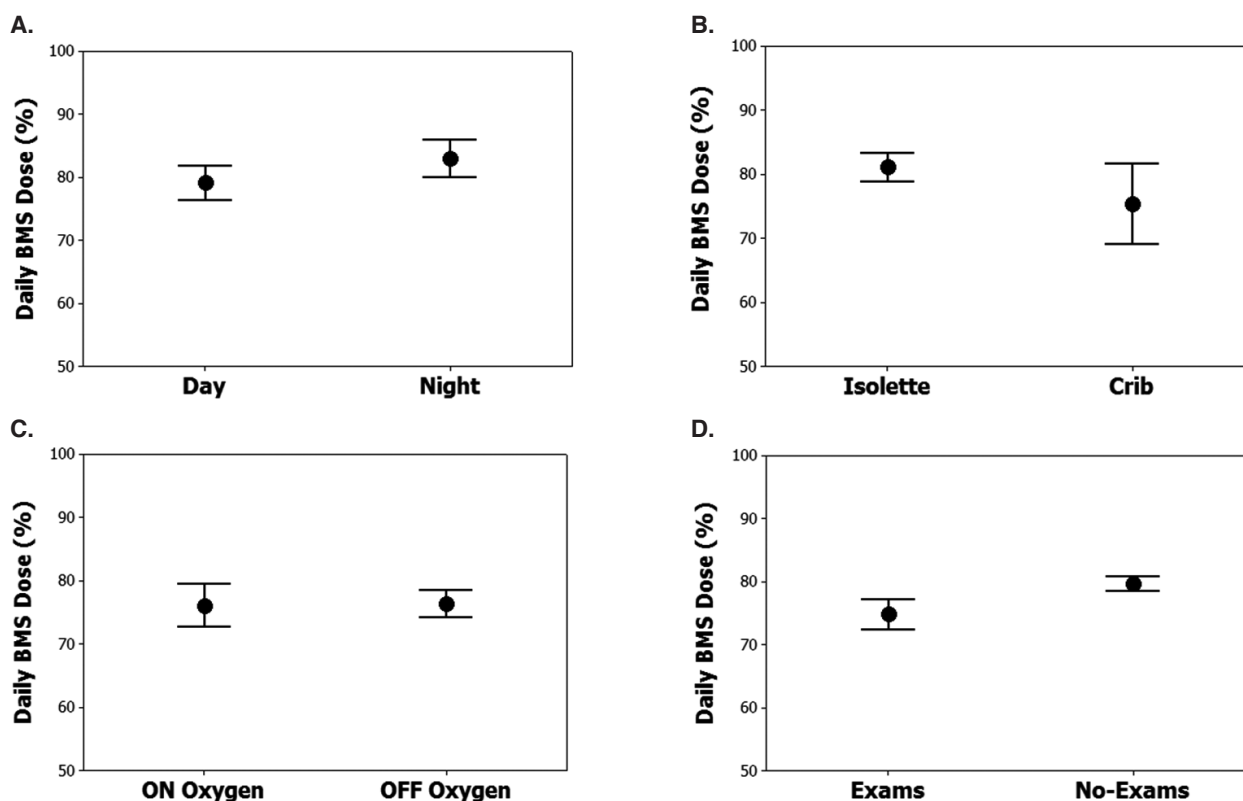 A.
Daily BMS Dose (%)
100
90
80
70
60
50
Day Night
B.
Daily BMS Dose (%)
100
90
80
70
60
50
Isolette Crib
C.
Daily BMS Dose (%)
100
90
80
70
60
50
ON Oxygen OFF Oxygen
D.
Daily BMS Dose (%)
100
90
80
70
60
50
Exams No-Exams